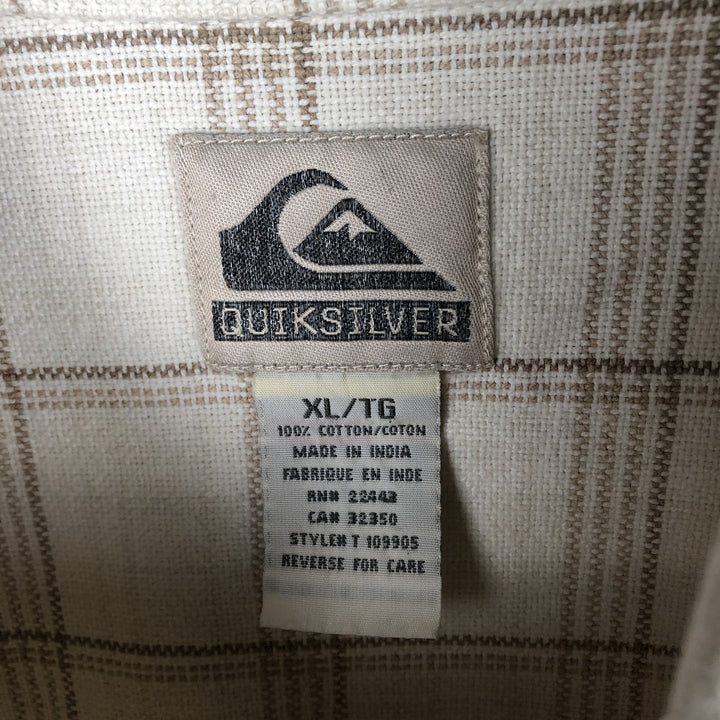 QUIKSILVER
XL/TG
100% COTTON/COTON
MADE IN INDIA
FABRIQUE EN INDE
RN# 22443
CA# 32350
STYLE# T 109905
REVERSE FOR CARE